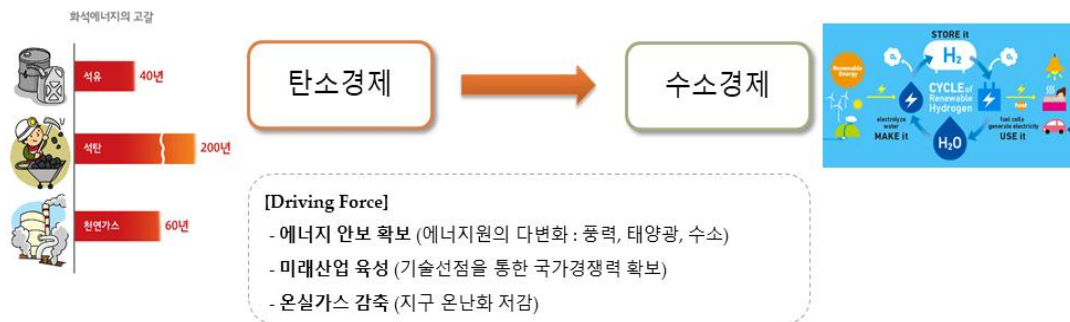 화석에너지의 고갈
석유
40년
석탄
200년
천연가스
60년
탄소경제
수소경제
STORE it
H₂
O₂
O₂
Renewable
Energy
CYCLE of
Renewable
Hydrogen
fuel
electrolyze
water
MAKE it
fuel cells
generate electricity
USE it
H₂O
[Driving Force]
- 에너지 안보 확보 (에너지원의 다변화 : 풍력, 태양광, 수소)
- 미래산업 육성 (기술선점을 통한 국가경쟁력 확보)
- 온실가스 감축 (지구 온난화 저감)